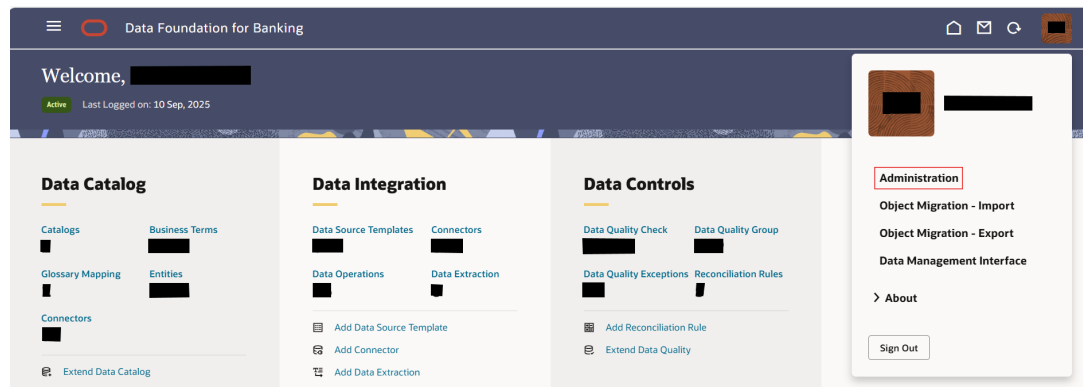 Data Foundation for Banking
Welcome,
Active Last Logged on: 10 Sep, 2025
Data Catalog
Catalogs Business Terms
Glossary Mapping Entities
Connectors
Extend Data Catalog
Data Integration
Data Source Templates Connectors
Data Operations Data Extraction
Add Data Source Template
Add Connector
Add Data Extraction
Data Controls
Data Quality Check Data Quality Group
Data Quality Exceptions Reconciliation Rules
Add Reconciliation Rule
Extend Data Quality
Administration
Object Migration - Import
Object Migration - Export
Data Management Interface
About
Sign Out